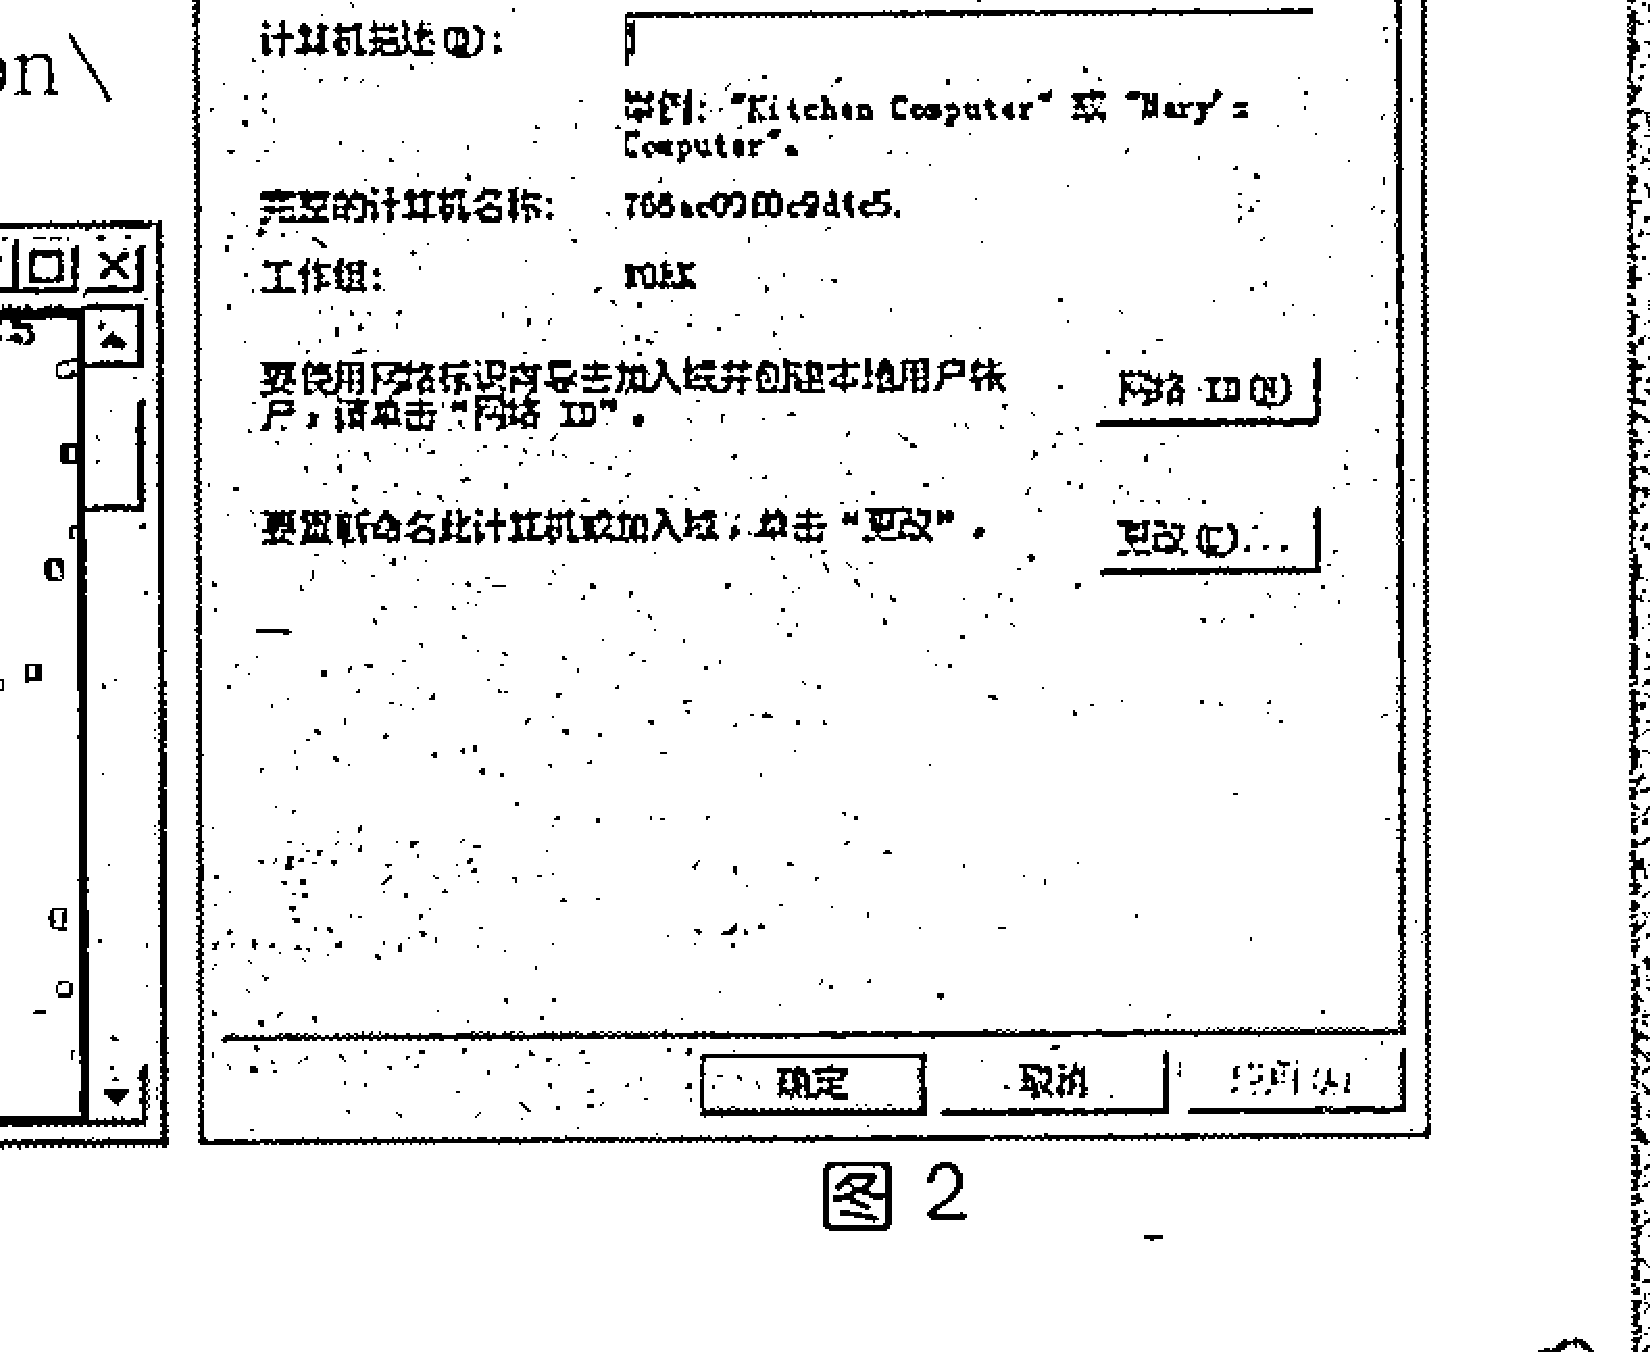 on\
计算机描述(D):
举例: "Kitchen Computer" 或 "Mary's
Computer"。
完整的计算机名称:
工作组:
要使用网络标识向导去加入域并创建本地用户帐
户，请单击 "网络 ID" 。
网络 ID(N)
要重新命名此计算机或加入域，单击 "更改" 。
更改(C)...
确定
取消
应用(A)
图 2